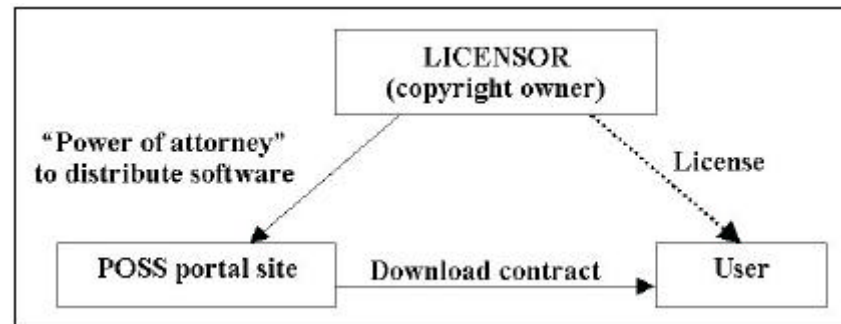 LICENSOR
(copyright owner)
“Power of attorney”
to distribute software
License
POSS portal site
Download contract
User